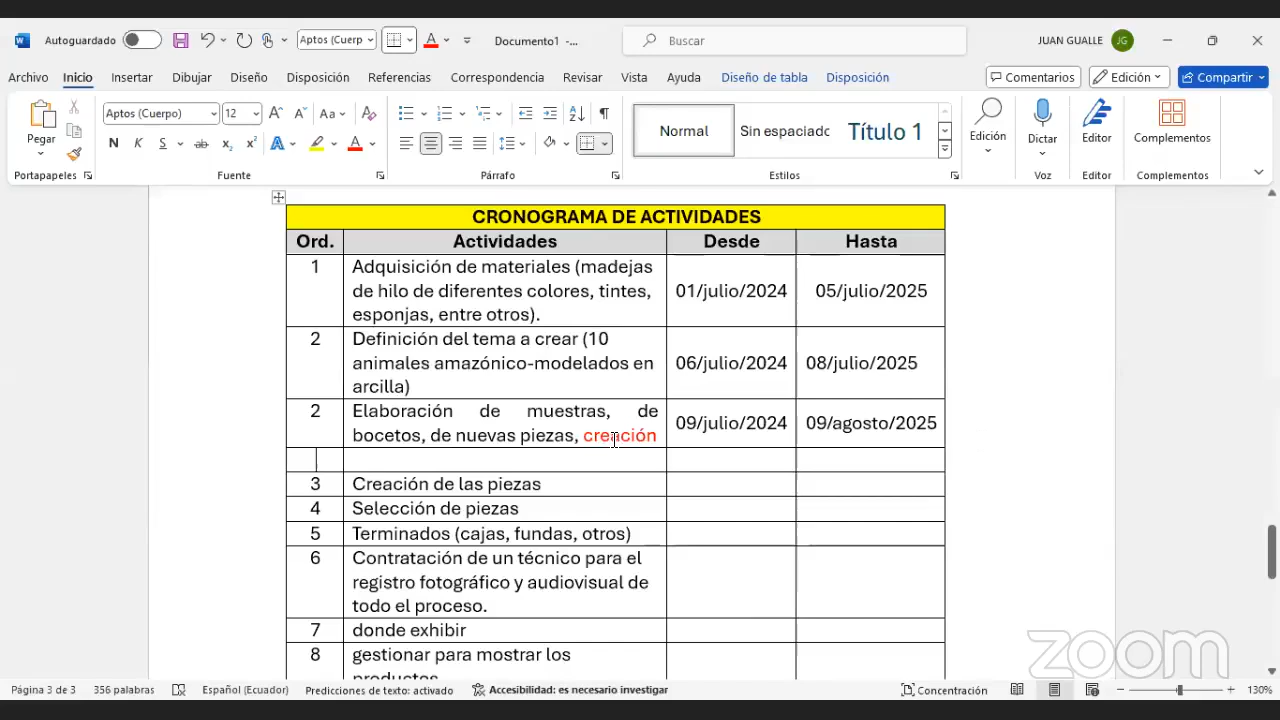 Autoguardado
Aptos (Cuerp
Documento1 -...
Buscar
JUAN GUALLE
JG
Archivo Inicio Insertar Dibujar Diseño Disposición Referencias Correspondencia Revisar Vista Ayuda Diseño de tabla Disposición
Comentarios
Edición
Compartir
Pegar
Aptos (Cuerpo)
12
Normal
Sin espaciado
Título 1
Edición
Dictar
Editor
Complementos
Portapapeles
Fuente
Párrafo
Estilos
Voz
Editor
Complementos
CRONOGRAMA DE ACTIVIDADES
Ord. Actividades Desde Hasta
1 Adquisición de materiales (madejas
de hilo de diferentes colores, tintes, 01/julio/2024 05/julio/2025
esponjas, entre otros).
2 Definición del tema a crear (10
animales amazónico-modelados en 06/julio/2024 08/julio/2025
arcilla)
2 Elaboración de muestras, de
bocetos, de nuevas piezas, creación 09/julio/2024 09/agosto/2025
3 Creación de las piezas
4 Selección de piezas
5 Terminados (cajas, fundas, otros)
6 Contratación de un técnico para el
registro fotográfico y audiovisual de
todo el proceso.
7 donde exhibir
8 gestionar para mostrar los
productos
zoom
Página 3 de 3
356 palabras
Español (Ecuador)
Predicciones de texto: activado
Accesibilidad: es necesario investigar
Concentración
130%